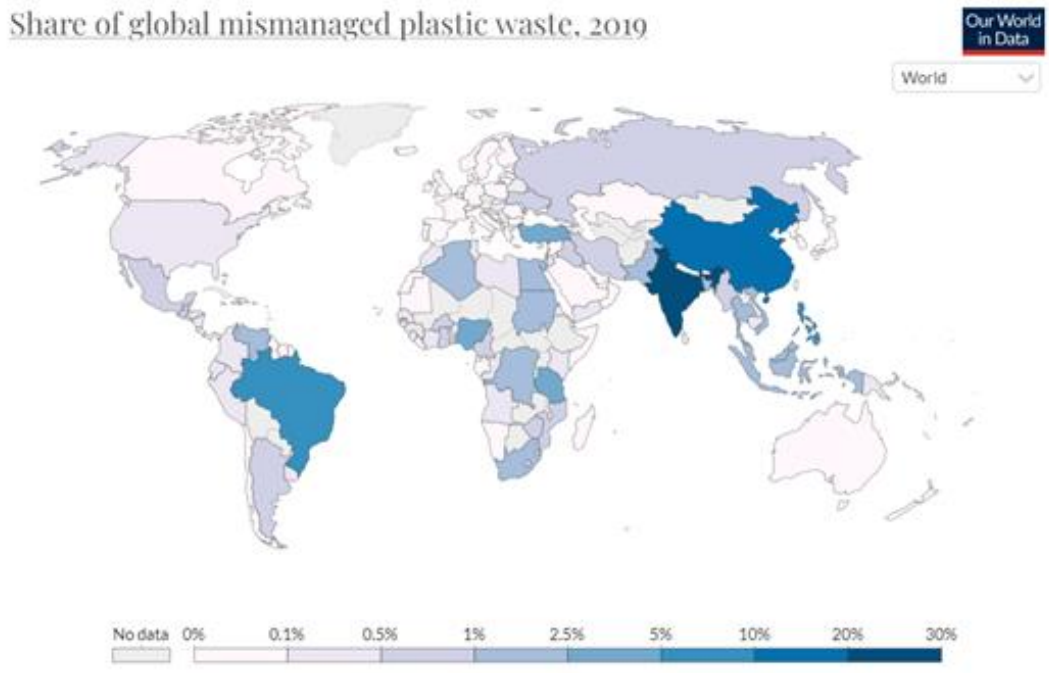 Share of global mismanaged plastic waste, 2019
Our World
in Data
World
No data 0% 0.1% 0.5% 1% 2.5% 5% 10% 20% 30%